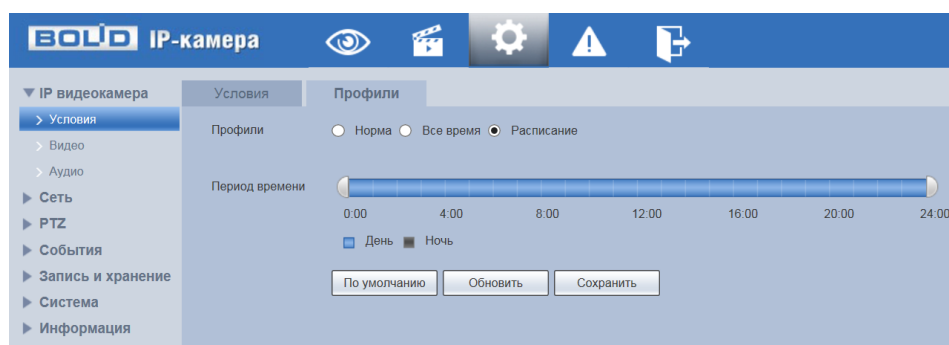 BOLID IP-камера
IP видеокамера
Условия
Видео
Аудио
Сеть
PTZ
События
Запись и хранение
Система
Информация
Условия Профили
Профили Норма Все время Расписание
Период времени
0:00 4:00 8:00 12:00 16:00 20:00 24:00
День Ночь
По умолчанию Обновить Сохранить